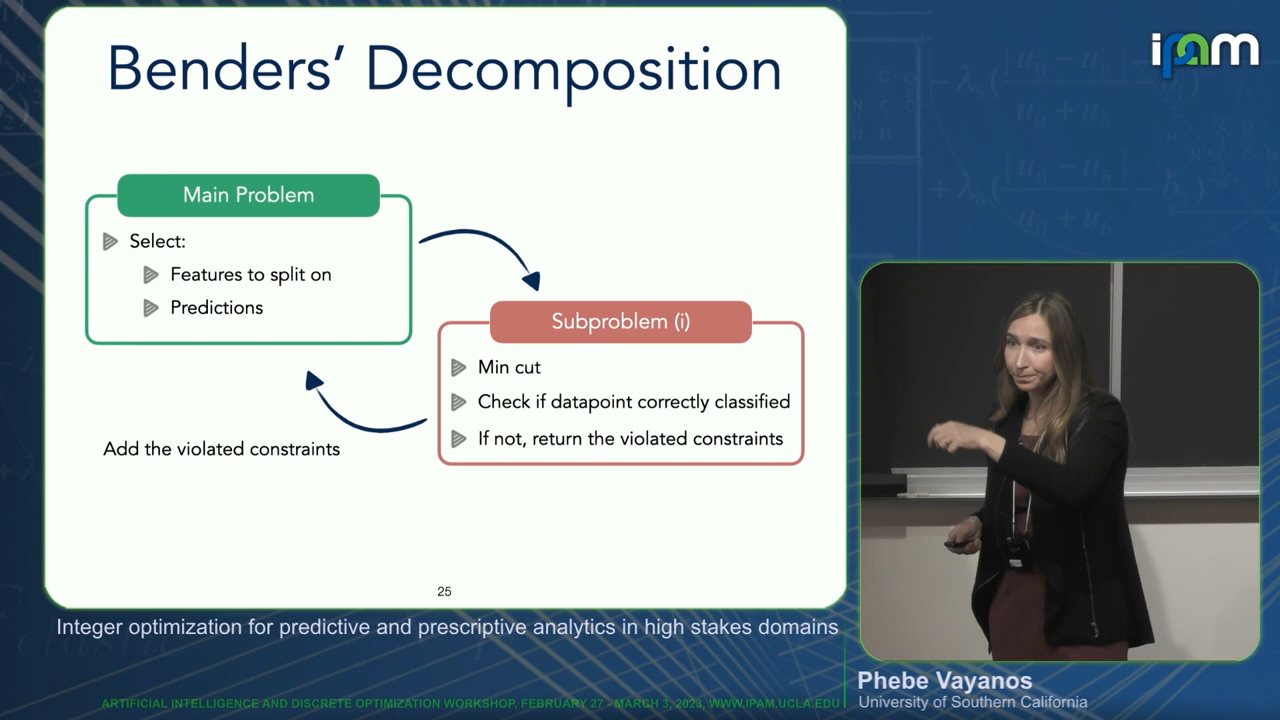 Benders' Decomposition
Main Problem
Select:
Features to split on
Predictions
Subproblem (i)
Min cut
Check if datapoint correctly classified
If not, return the violated constraints
Add the violated constraints
25
ipam
Integer optimization for predictive and prescriptive analytics in high stakes domains
Phebe Vayanos
University of Southern California
ARTIFICIAL INTELLIGENCE AND DISCRETE OPTIMIZATION WORKSHOP, FEBRUARY 27 - MARCH 3, 2023, WWW.IPAM.UCLA.EDU